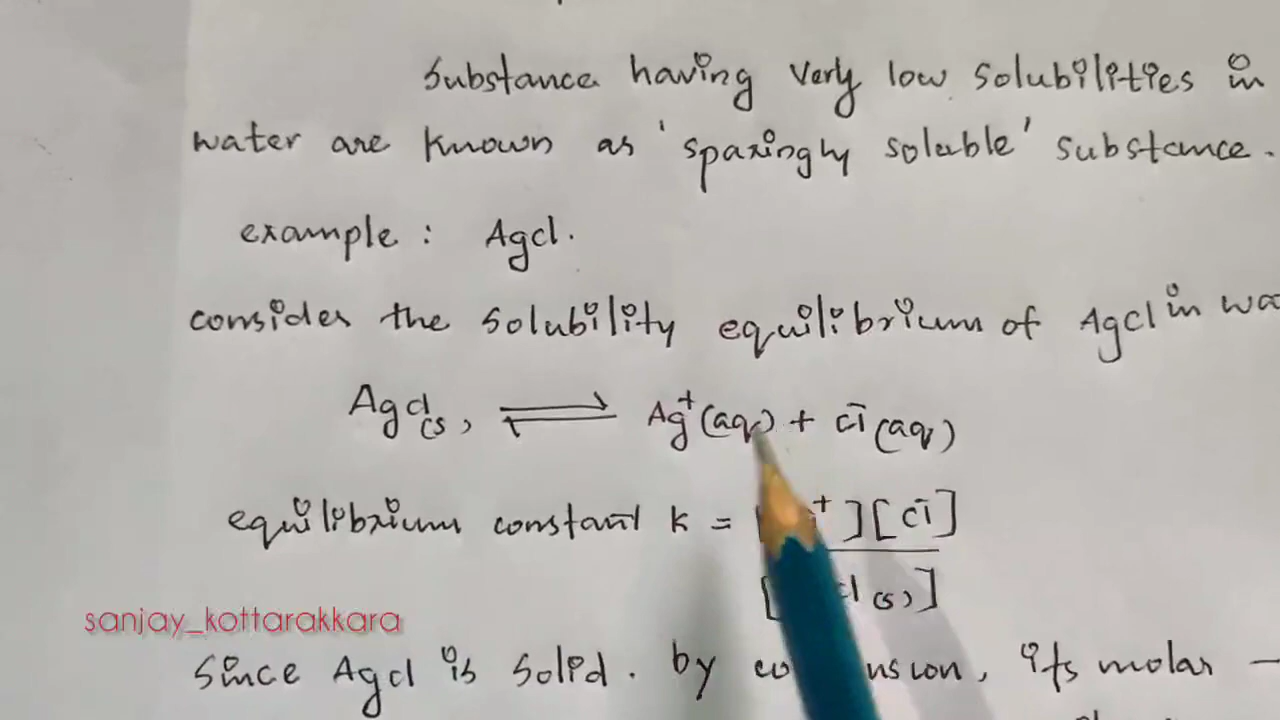 Substance having very low solubilities in
water are known as 'sparingly soluble' substance.
example : Agcl.
consider the solubility equilibrium of Agcl in
Agcl(s) ⇌ Ag⁺(aq) + cl⁻(aq)
equilibrium constant k = ⁺][cl⁻]
[ cl (s)]
sanjay_kottarakkara
since Agcl is solid. by , its molar –